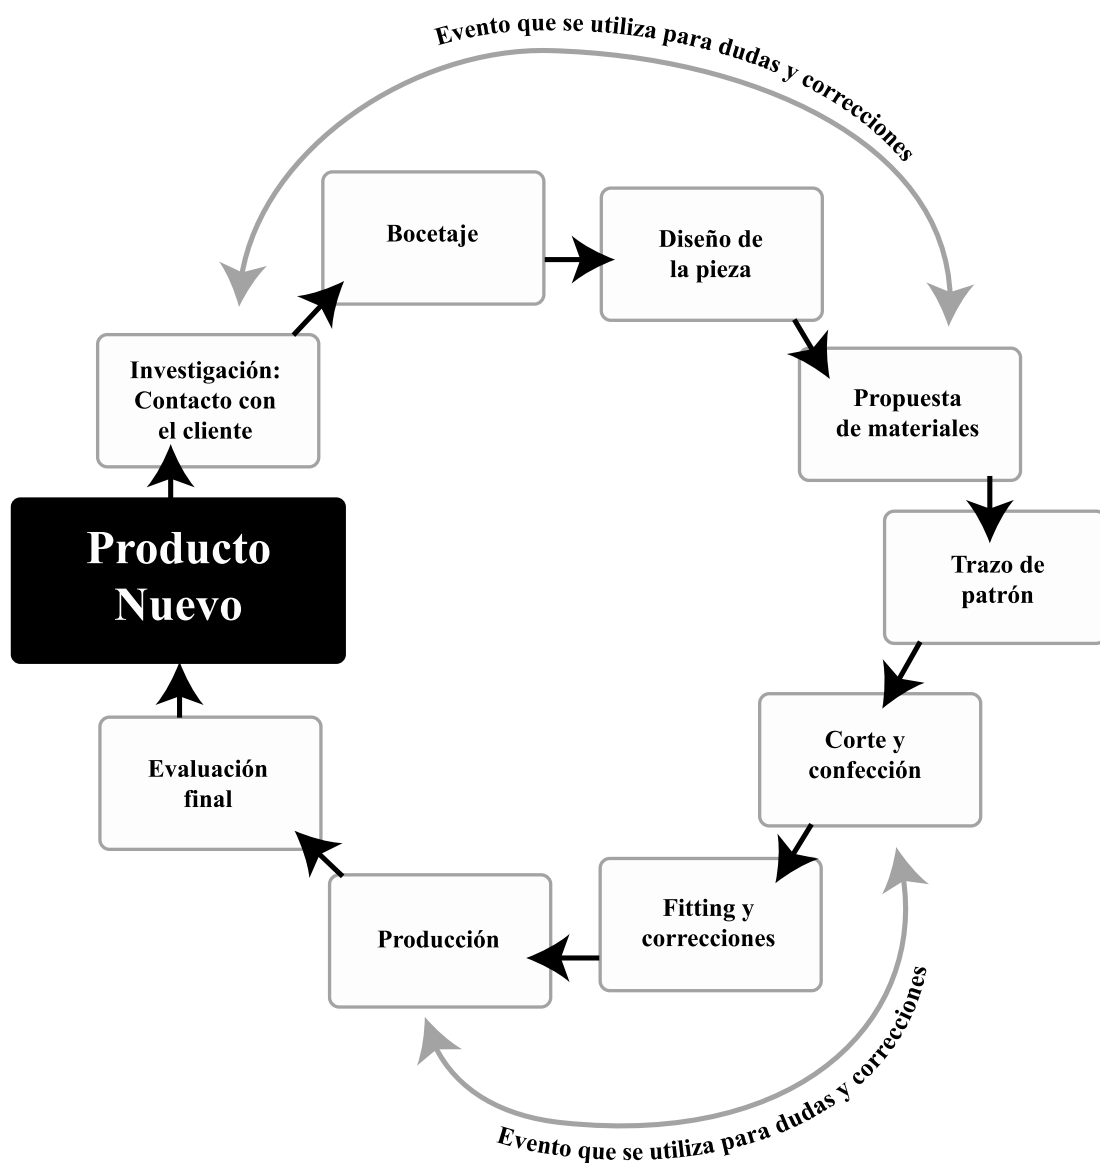 Evento que se utiliza para dudas y correcciones
Bocetaje
Diseño de
la pieza
Investigación:
Contacto con
el cliente
Propuesta
de materiales
Producto
Nuevo
Trazo de
patrón
Corte y
confección
Evaluación
final
Fitting y
correcciones
Producción
Evento que se utiliza para dudas y correcciones